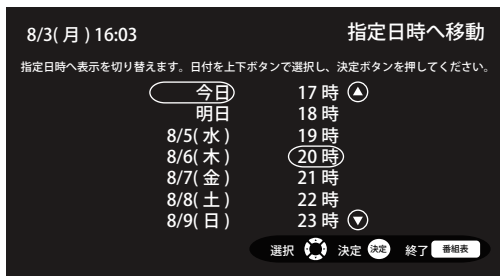 8/3(月)16:03 指定日時へ移動
指定日時へ表示を切り替えます。日付を上下ボタンで選択し、決定ボタンを押してください。
今日 17時
明日 18時
8/5(水) 19時
8/6(木) 20時
8/7(金) 21時
8/8(土) 22時
8/9(日) 23時
選択 決定 決定 終了 番組表